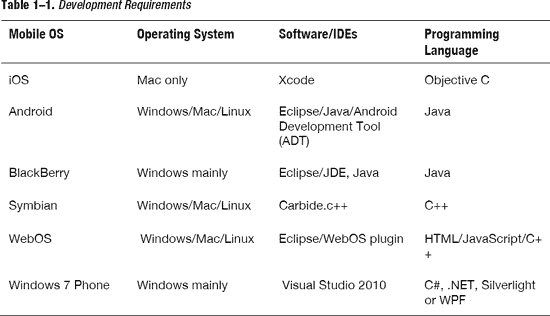 Table 1–1. Development Requirements
Mobile OS Operating System Software/IDEs Programming
Language
iOS Mac only Xcode Objective C
Android Windows/Mac/Linux Eclipse/Java/Android Java
Development Tool
(ADT)
BlackBerry Windows mainly Eclipse/JDE, Java Java
Symbian Windows/Mac/Linux Carbide.c++ C++
WebOS Windows/Mac/Linux Eclipse/WebOS plugin HTML/JavaScript/C+
+
Windows 7 Phone Windows mainly Visual Studio 2010 C#, .NET, Silverlight
or WPF